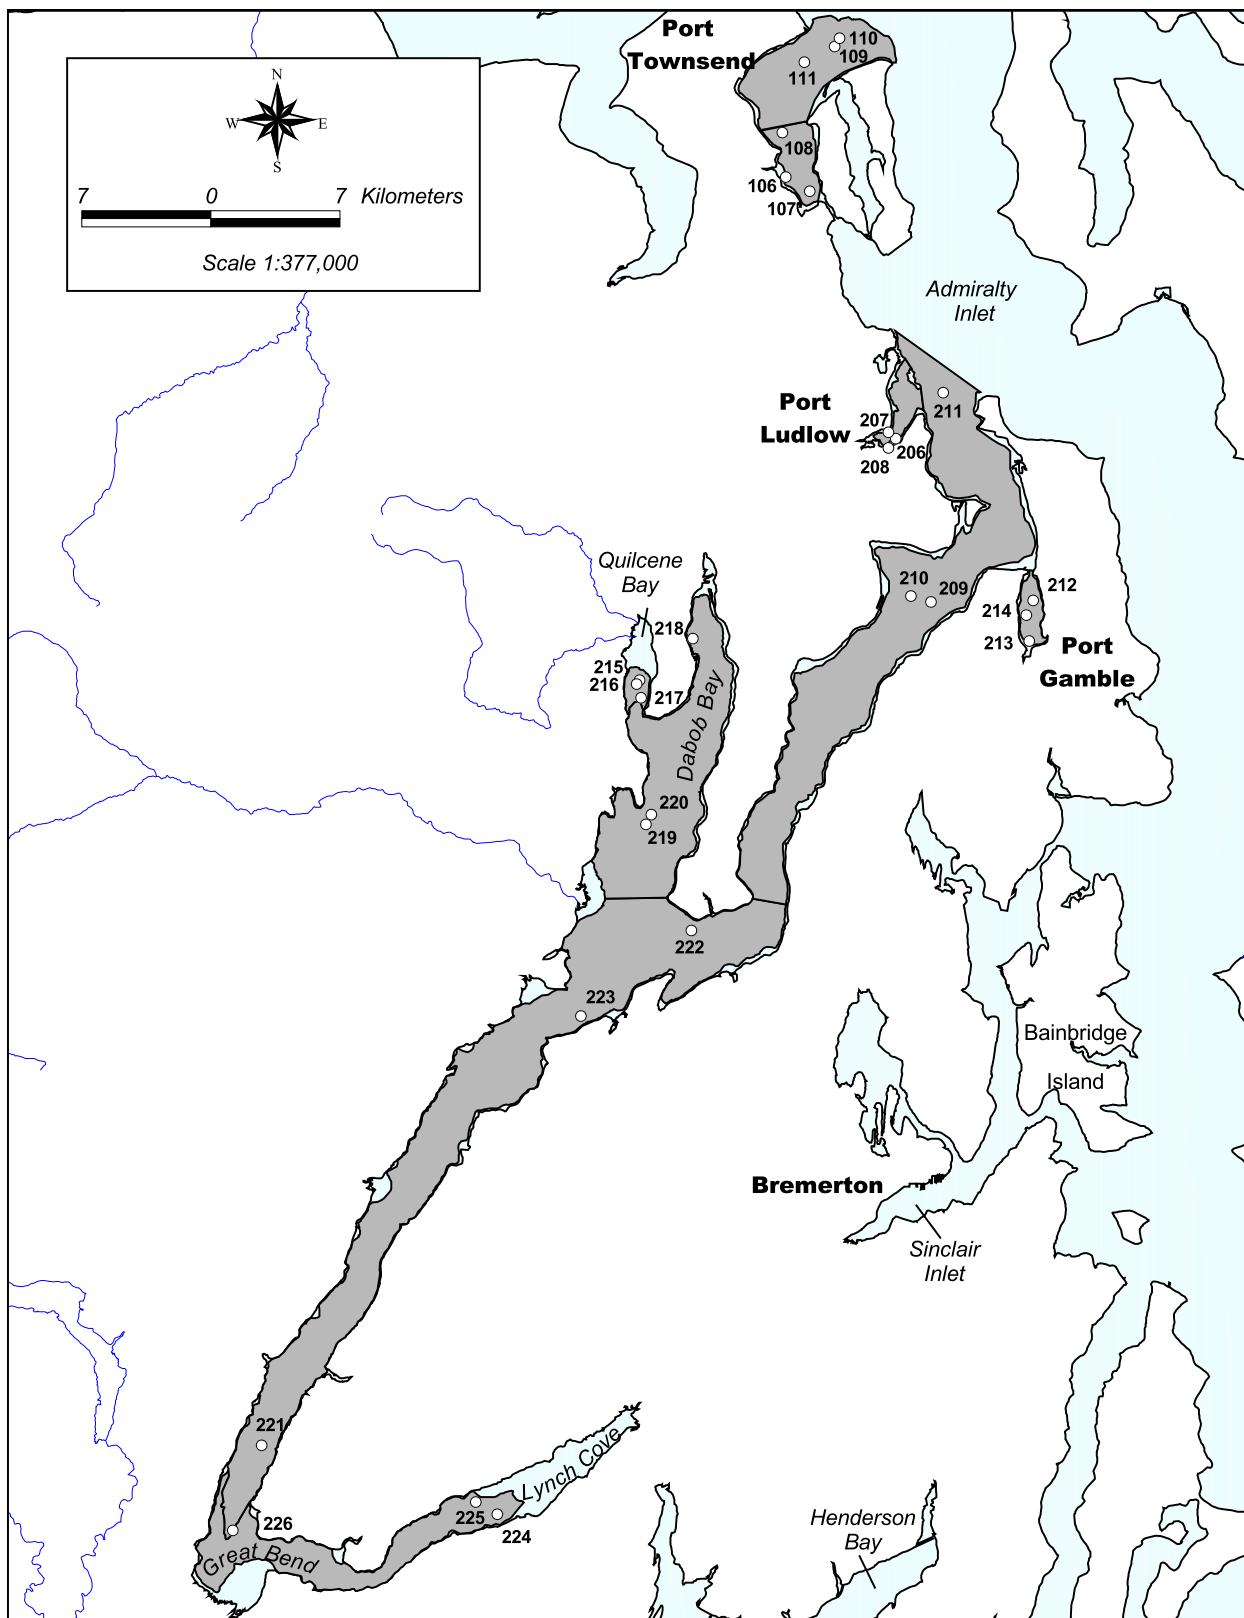 Port
Townsend
110
109
111
108
106
107
N
W
E
S
7 0 7 Kilometers
Scale 1:377,000
Admiralty
Inlet
Port
Ludlow
211
207
206
208
Quilcene
Bay
210
209
212
214
213
Port
Gamble
218
215
216
217
Dabob Bay
220
219
222
223
Bainbridge
Island
Bremerton
Sinclair
Inlet
221
Lynch Cove
225
224
226
Great Bend
Henderson
Bay